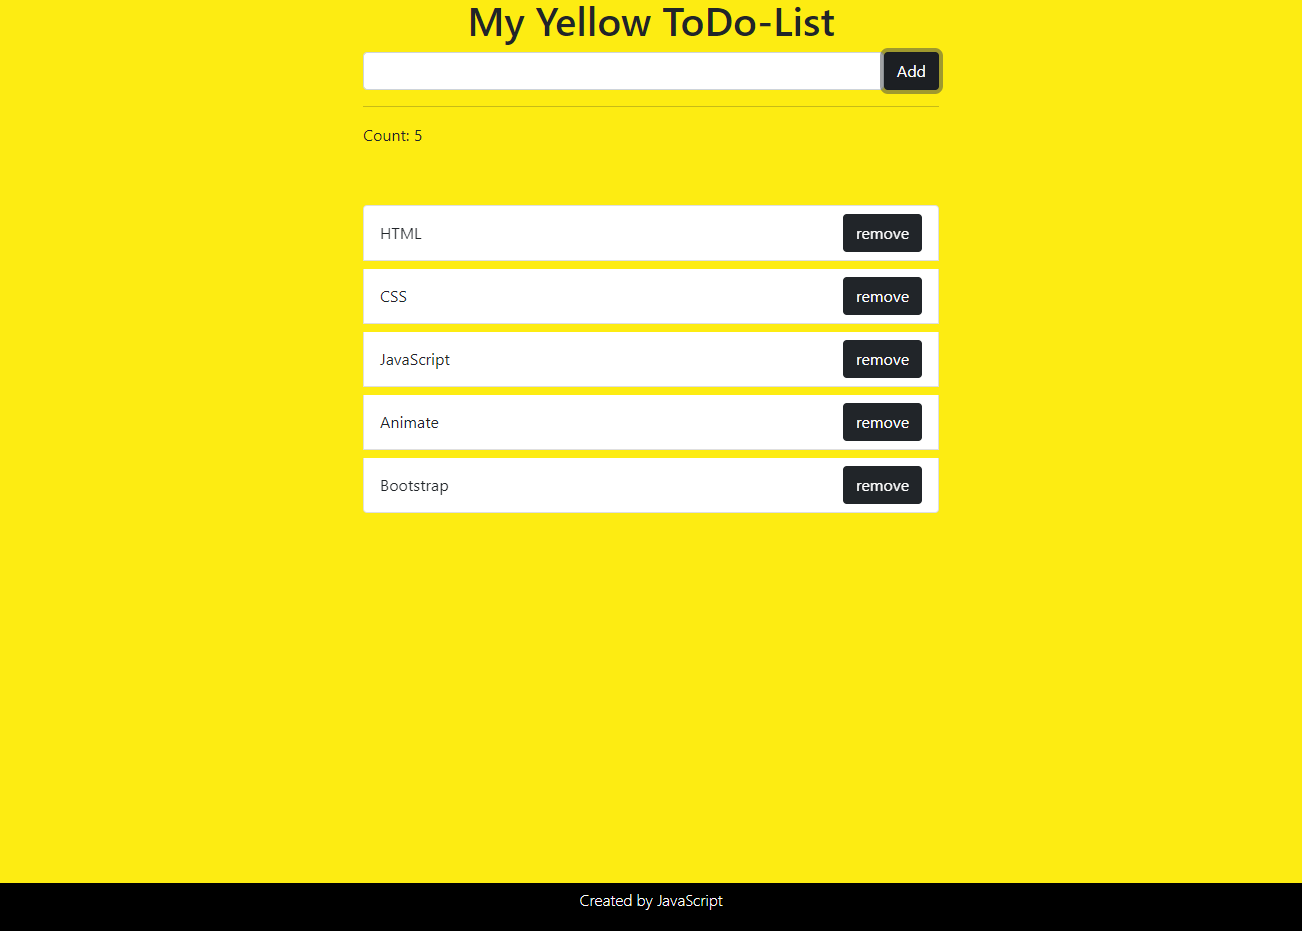 My Yellow ToDo-List
Add
Count: 5
HTML remove
CSS remove
JavaScript remove
Animate remove
Bootstrap remove
Created by JavaScript